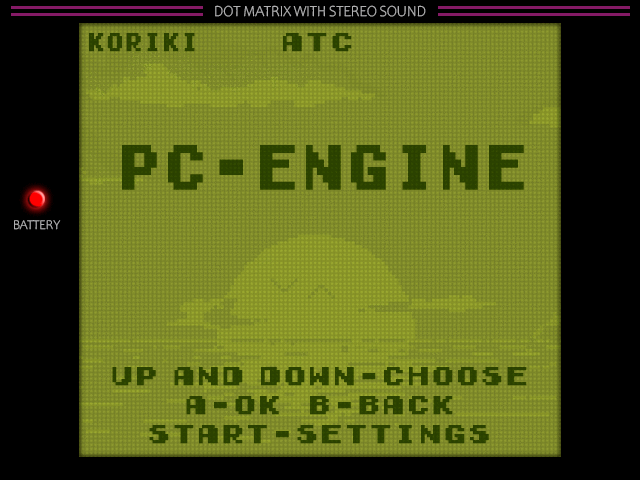 DOT MATRIX WITH STEREO SOUND
KORIKI ATC
PC-ENGINE
BATTERY
UP AND DOWN-CHOOSE
A-OK B-BACK
START-SETTINGS